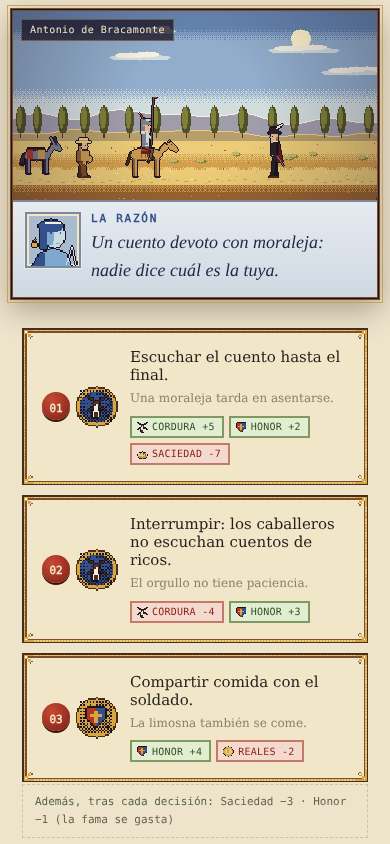 Antonio de Bracamonte
LA RAZÓN
Un cuento devoto con moraleja:
nadie dice cuál es la tuya.
01
Escuchar el cuento hasta el
final.
Una moraleja tarda en asentarse.
CORDURA +5 HONOR +2
SACIEDAD -7
02
Interrumpir: los caballeros
no escuchan cuentos de
ricos.
El orgullo no tiene paciencia.
CORDURA -4 HONOR +3
03
Compartir comida con el
soldado.
La limosna también se come.
HONOR +4 REALES -2
Además, tras cada decisión: Saciedad −3 · Honor
−1 (la fama se gasta)